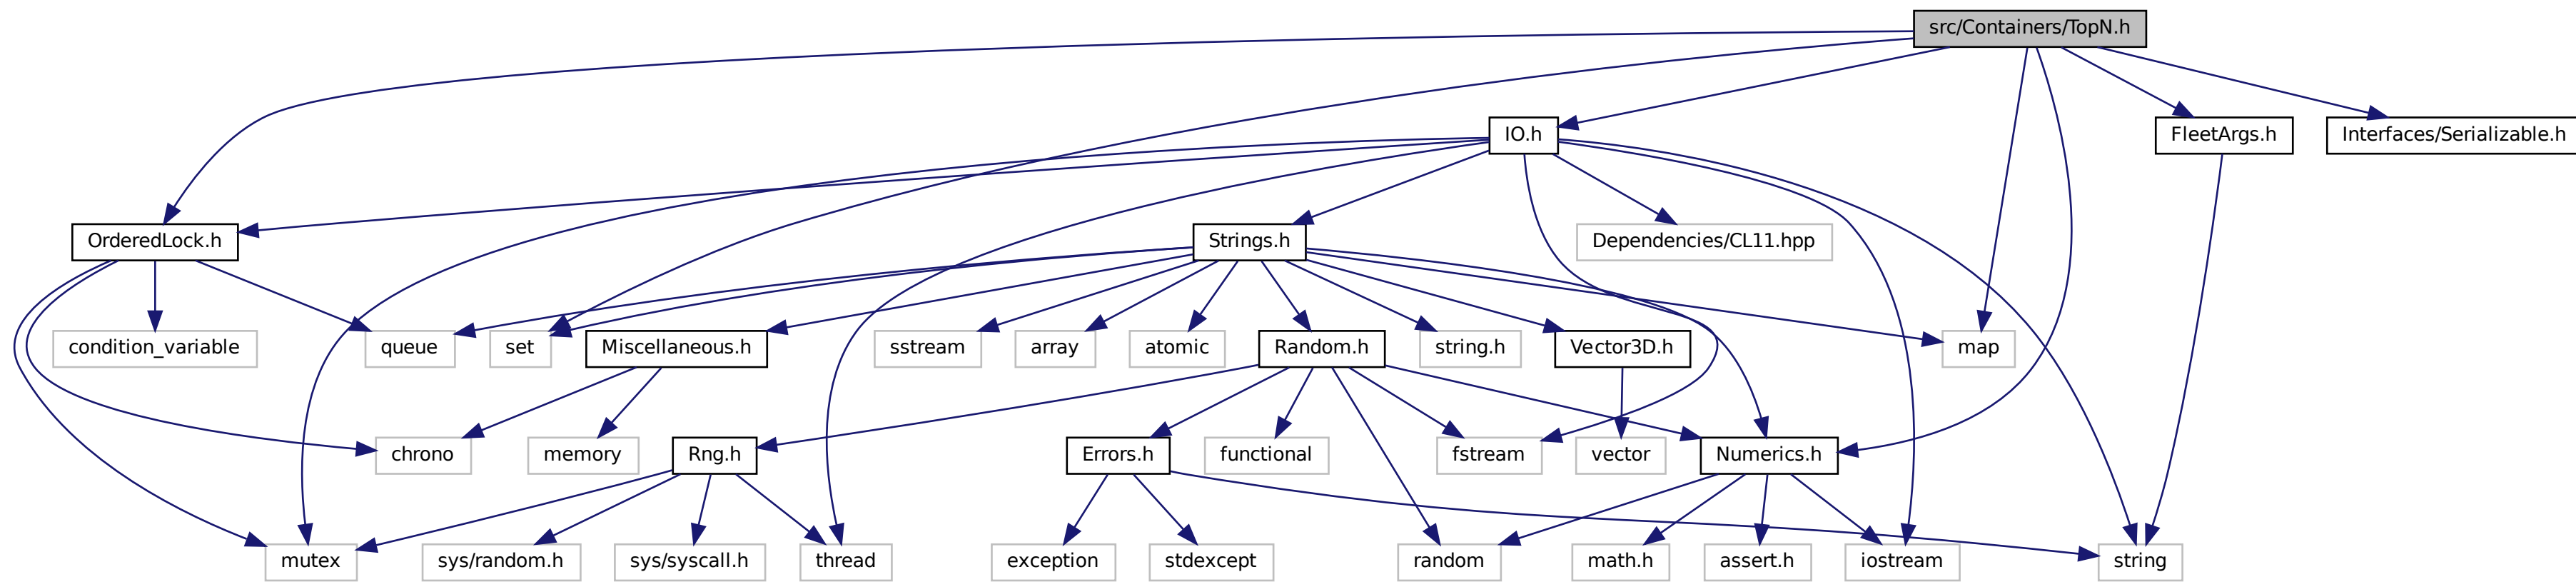 src/Containers/TopN.h
IO.h
FleetArgs.h
Interfaces/Serializable.h
OrderedLock.h
Strings.h
Dependencies/CL11.hpp
condition_variable
queue
set
Miscellaneous.h
sstream
array
atomic
Random.h
string.h
Vector3D.h
map
chrono
memory
Rng.h
Errors.h
functional
fstream
vector
Numerics.h
mutex
sys/random.h
sys/syscall.h
thread
exception
stdexcept
random
math.h
assert.h
iostream
string